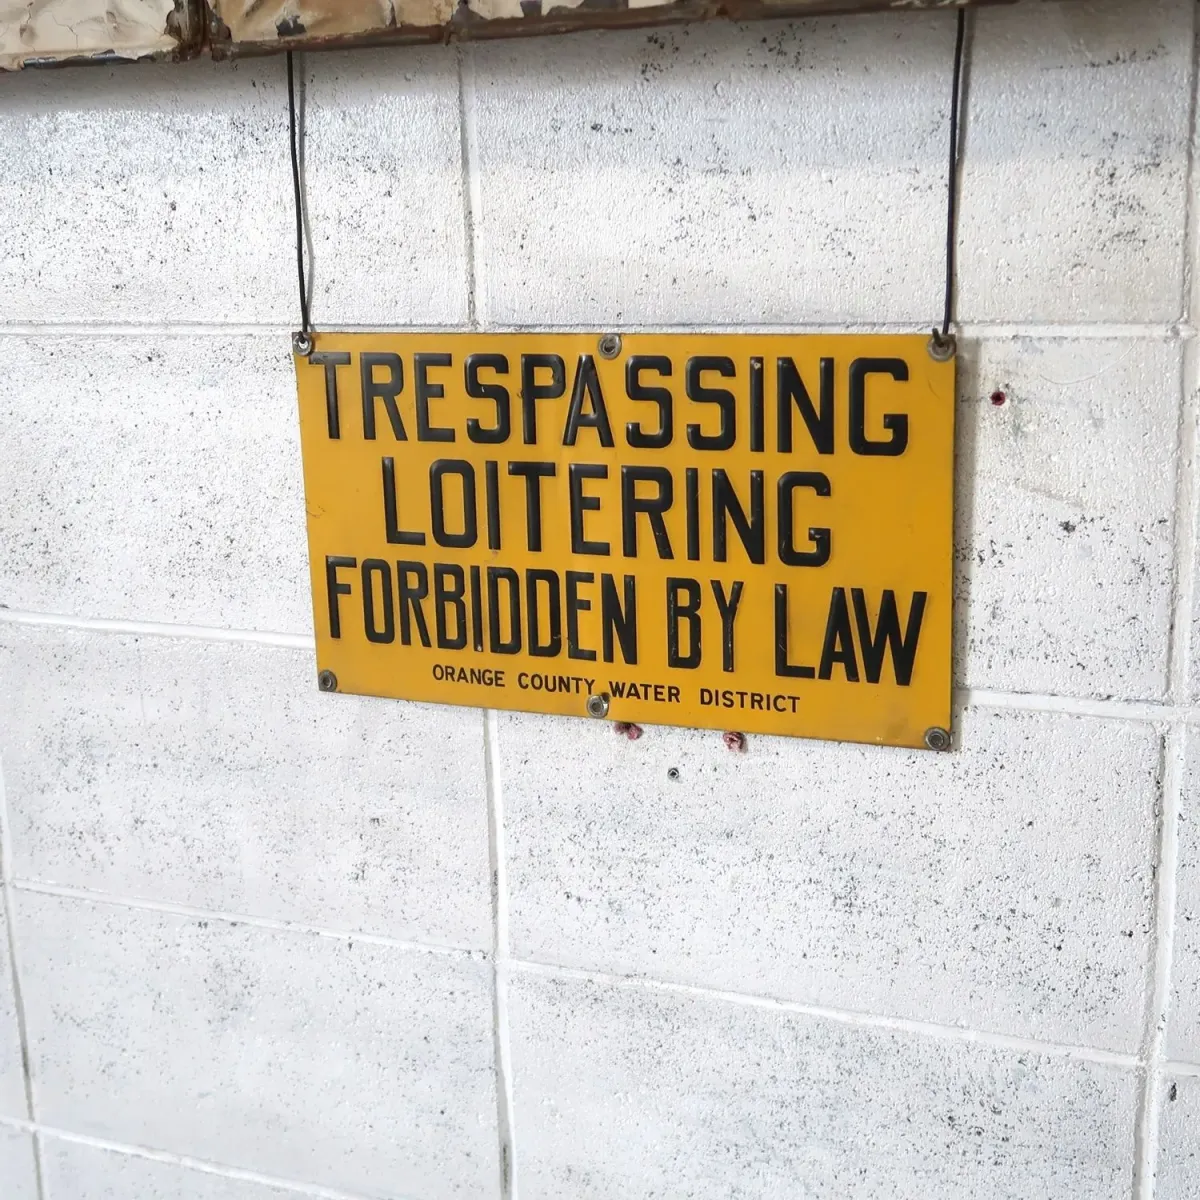 TRESPASSING
LOITERING
FORBIDDEN BY LAW
ORANGE COUNTY WATER DISTRICT